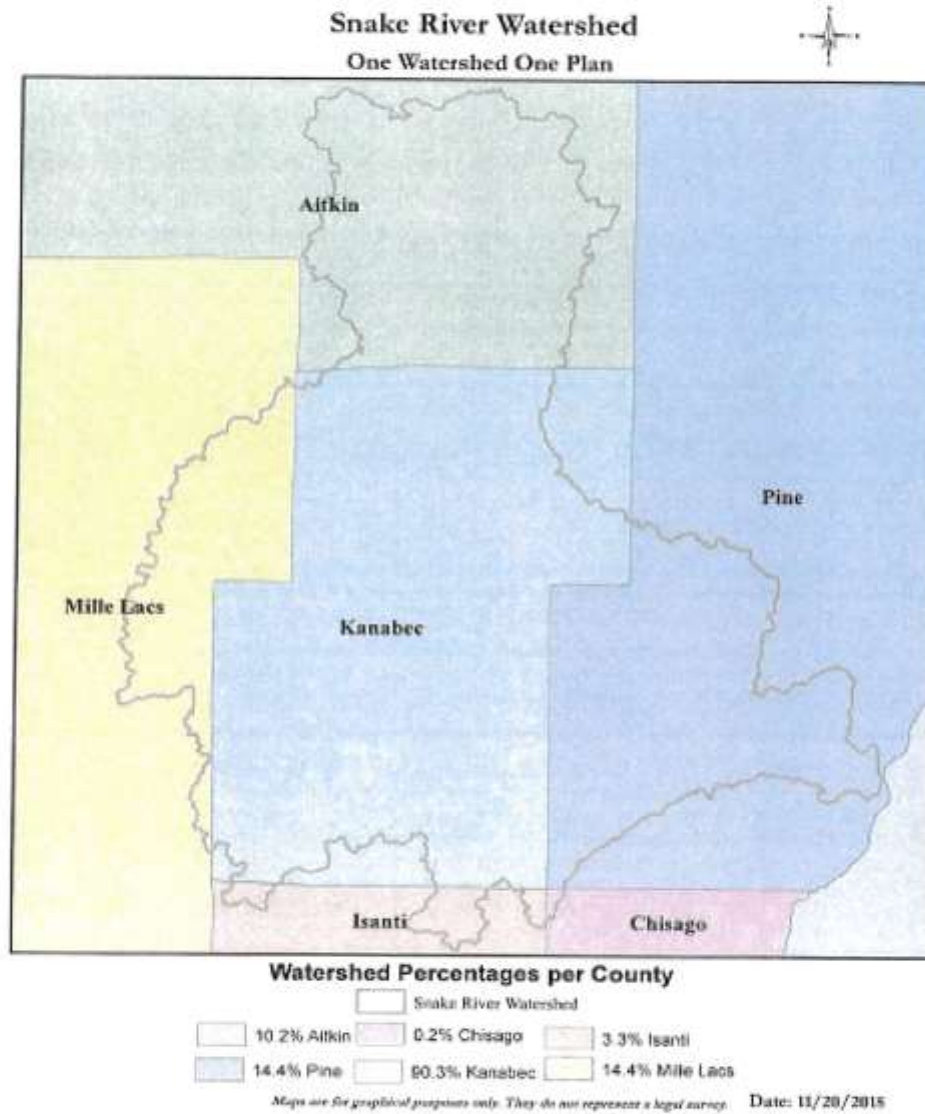 Snake River Watershed
One Watershed One Plan
Aitkin
Pine
Mille Lacs
Kanabec
Isanti
Chisago
Watershed Percentages per County
Snake River Watershed
10.2% Aitkin 0.2% Chisago 3.3% Isanti
14.4% Pine 90.3% Kanabec 14.4% Mille Lacs
Maps are for graphical purposes only. They do not represent a legal survey. Date: 11/20/2018